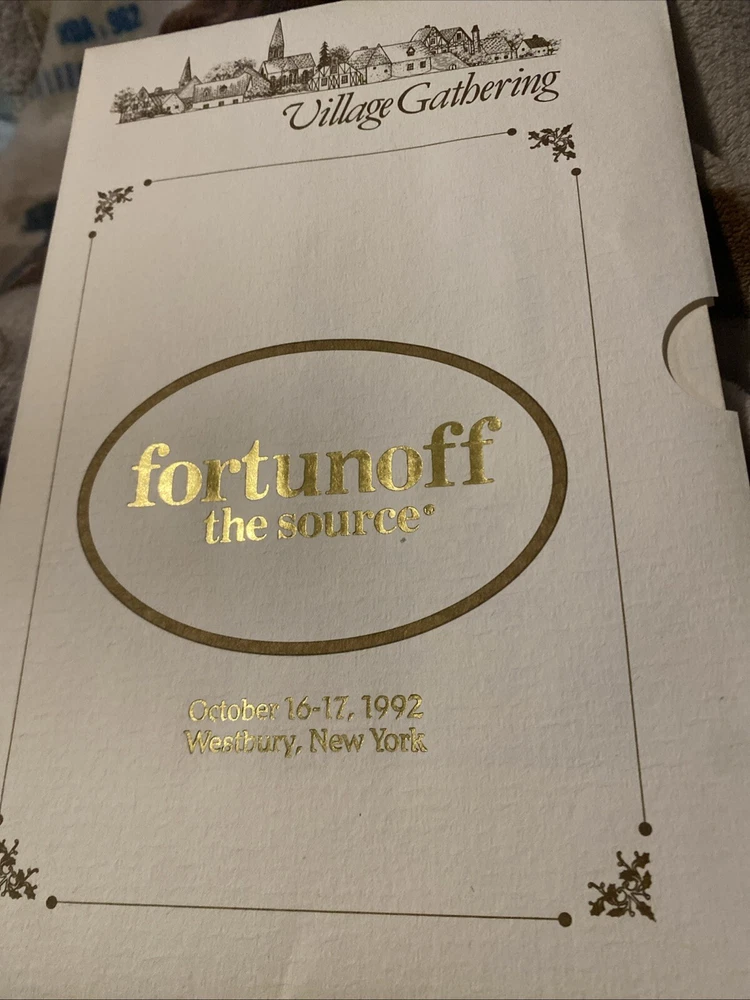 Village Gathering
fortunoff
the source®
October 16-17, 1992
Westbury, New York